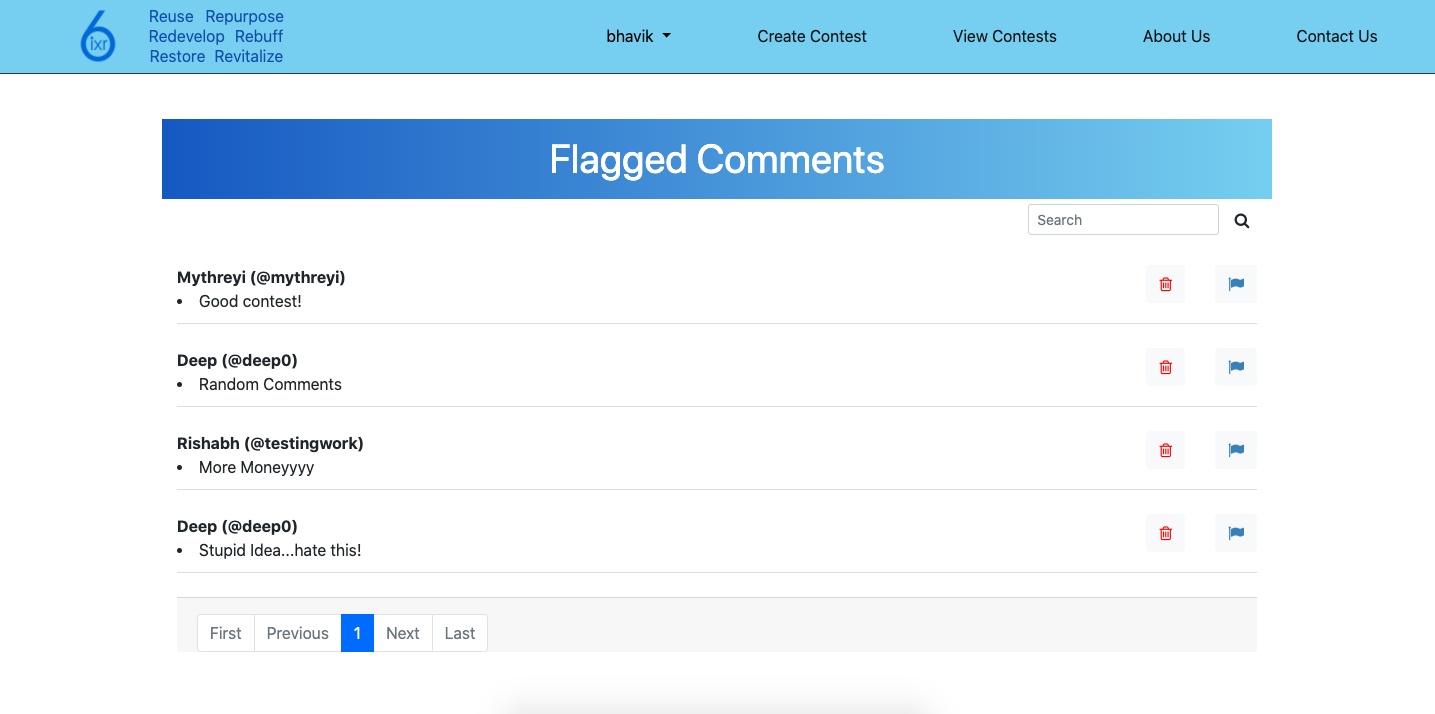 6ixr
Reuse Repurpose
Redevelop Rebuff
Restore Revitalize
bhavik
Create Contest
View Contests
About Us
Contact Us
Flagged Comments
Search
Mythreyi (@mythreyi)
• Good contest!
Deep (@deep0)
• Random Comments
Rishabh (@testingwork)
• More Moneyyyy
Deep (@deep0)
• Stupid Idea...hate this!
First Previous 1 Next Last